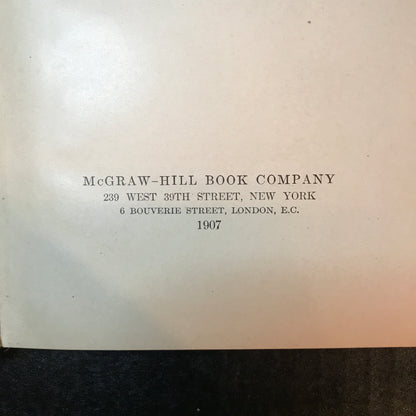 McGRAW-HILL BOOK COMPANY
239 WEST 39TH STREET, NEW YORK
6 BOUVERIE STREET, LONDON, E.C.
1907